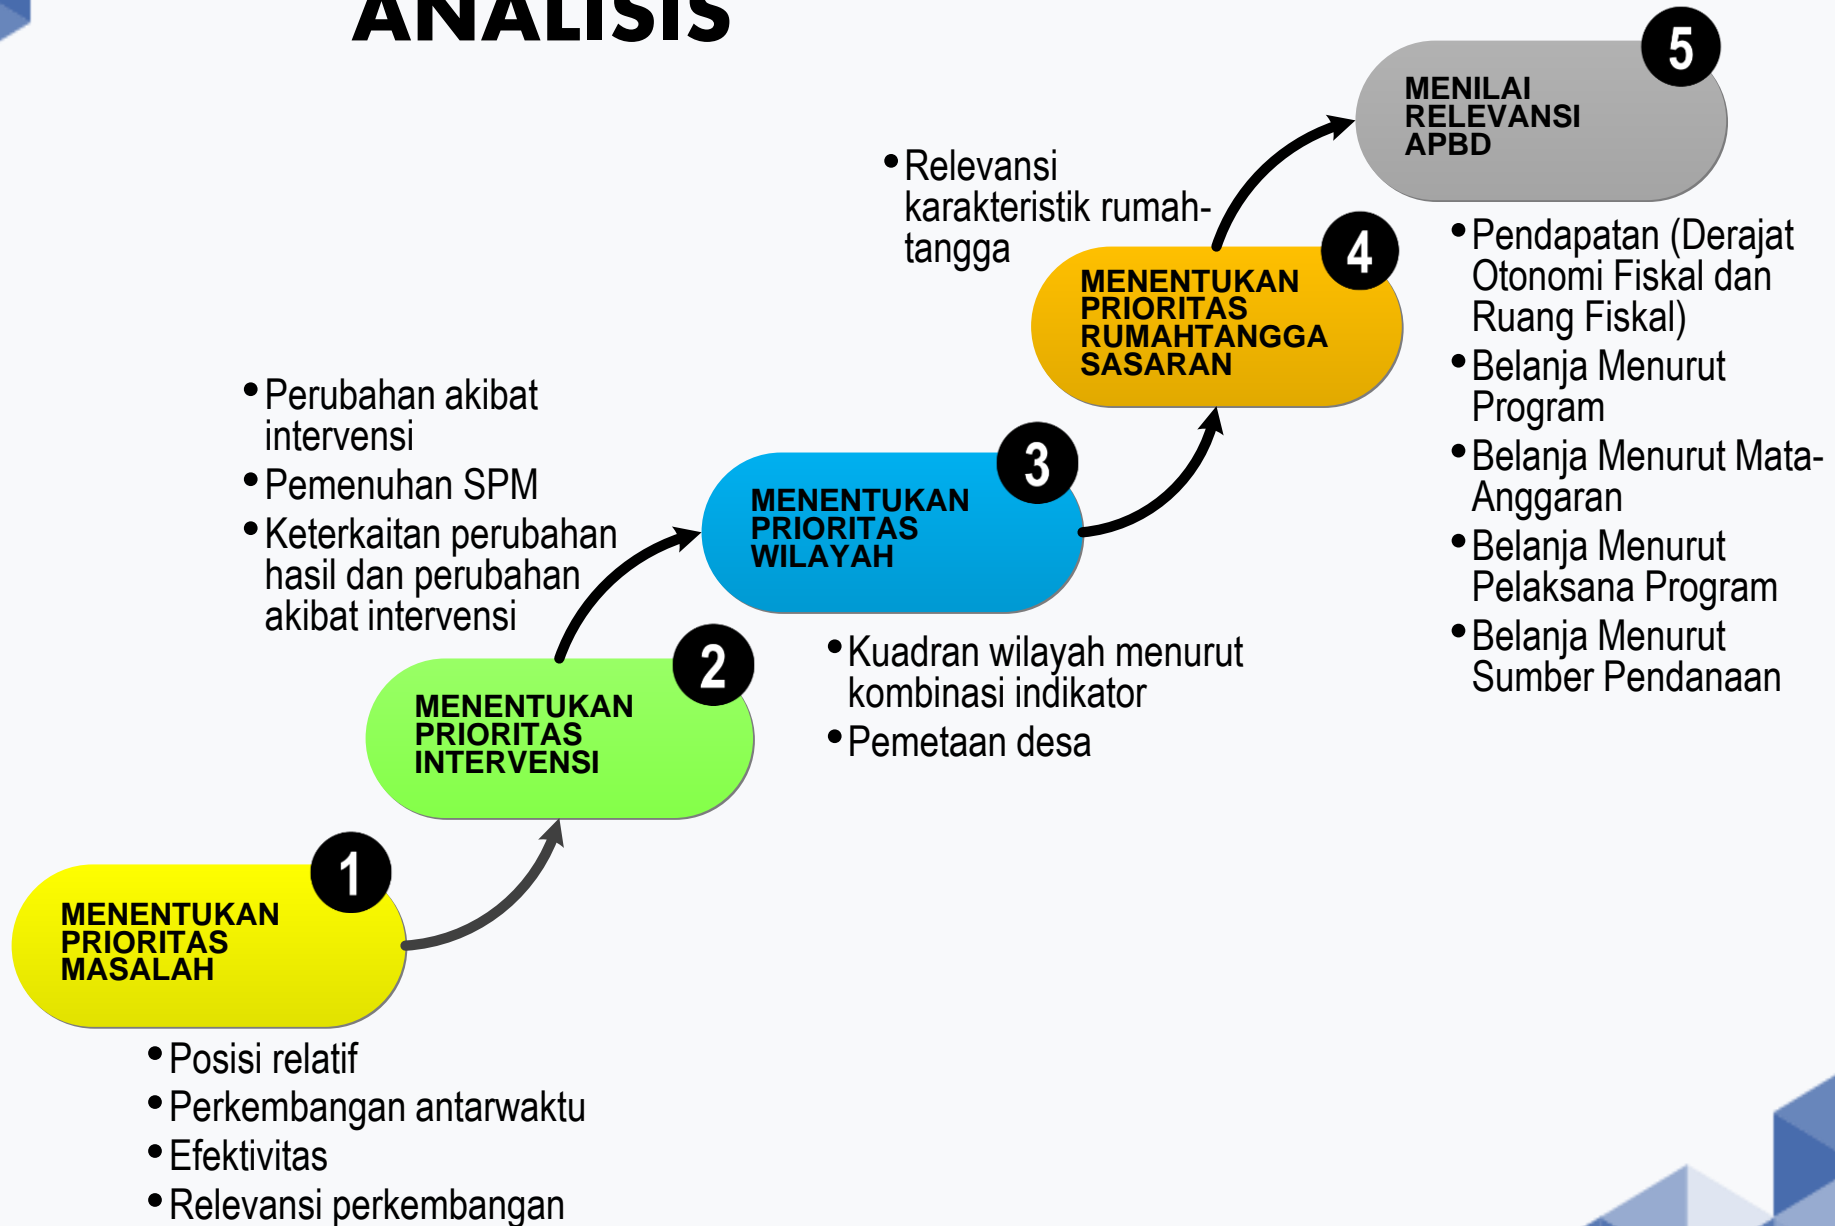 ANALISIS
1
MENENTUKAN
PRIORITAS
MASALAH
• Posisi relatif
• Perkembangan antarwaktu
• Efektivitas
• Relevansi perkembangan
2
MENENTUKAN
PRIORITAS
INTERVENSI
• Perubahan akibat
intervensi
• Pemenuhan SPM
• Keterkaitan perubahan
hasil dan perubahan
akibat intervensi
3
MENENTUKAN
PRIORITAS
WILAYAH
• Kuadran wilayah menurut
kombinasi indikator
• Pemetaan desa
4
MENENTUKAN
PRIORITAS
RUMAHTANGGA
SASARAN
• Relevansi
karakteristik rumah-
tangga
5
MENILAI
RELEVANSI
APBD
• Pendapatan (Derajat
Otonomi Fiskal dan
Ruang Fiskal)
• Belanja Menurut
Program
• Belanja Menurut Mata-
Anggaran
• Belanja Menurut
Pelaksana Program
• Belanja Menurut
Sumber Pendanaan